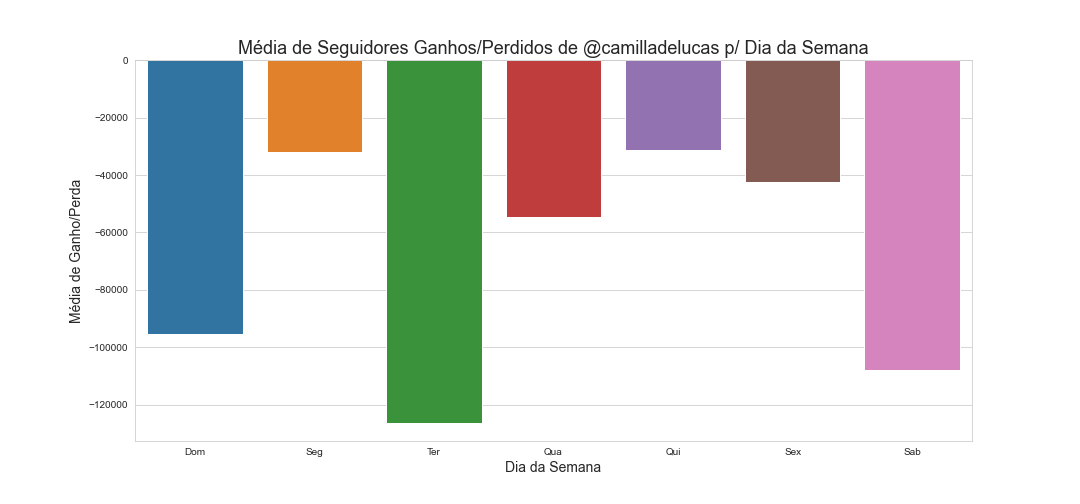 Média de Seguidores Ganhos/Perdidos de @camilladelucas p/ Dia da Semana
Média de Ganho/Perda
0
−20000
−40000
−60000
−80000
−100000
−120000
Dom Seg Ter Qua Qui Sex Sab
Dia da Semana